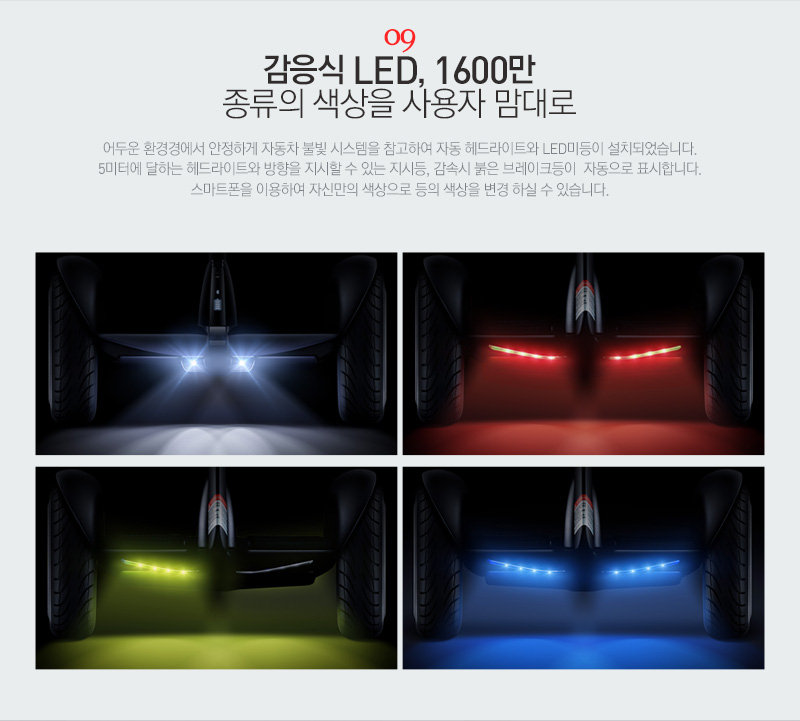 09
감응식 LED, 1600만
종류의 색상을 사용자 맘대로
어두운 환경경에서 안정하게 자동차 불빛 시스템을 참고하여 자동 헤드라이트와 LED미등이 설치되었습니다.
5미터에 달하는 헤드라이트와 방향을 지시할 수 있는 지시등, 감속시 붉은 브레이크등이 자동으로 표시합니다.
스마트폰을 이용하여 자신만의 색상으로 등의 색상을 변경 하실 수 있습니다.